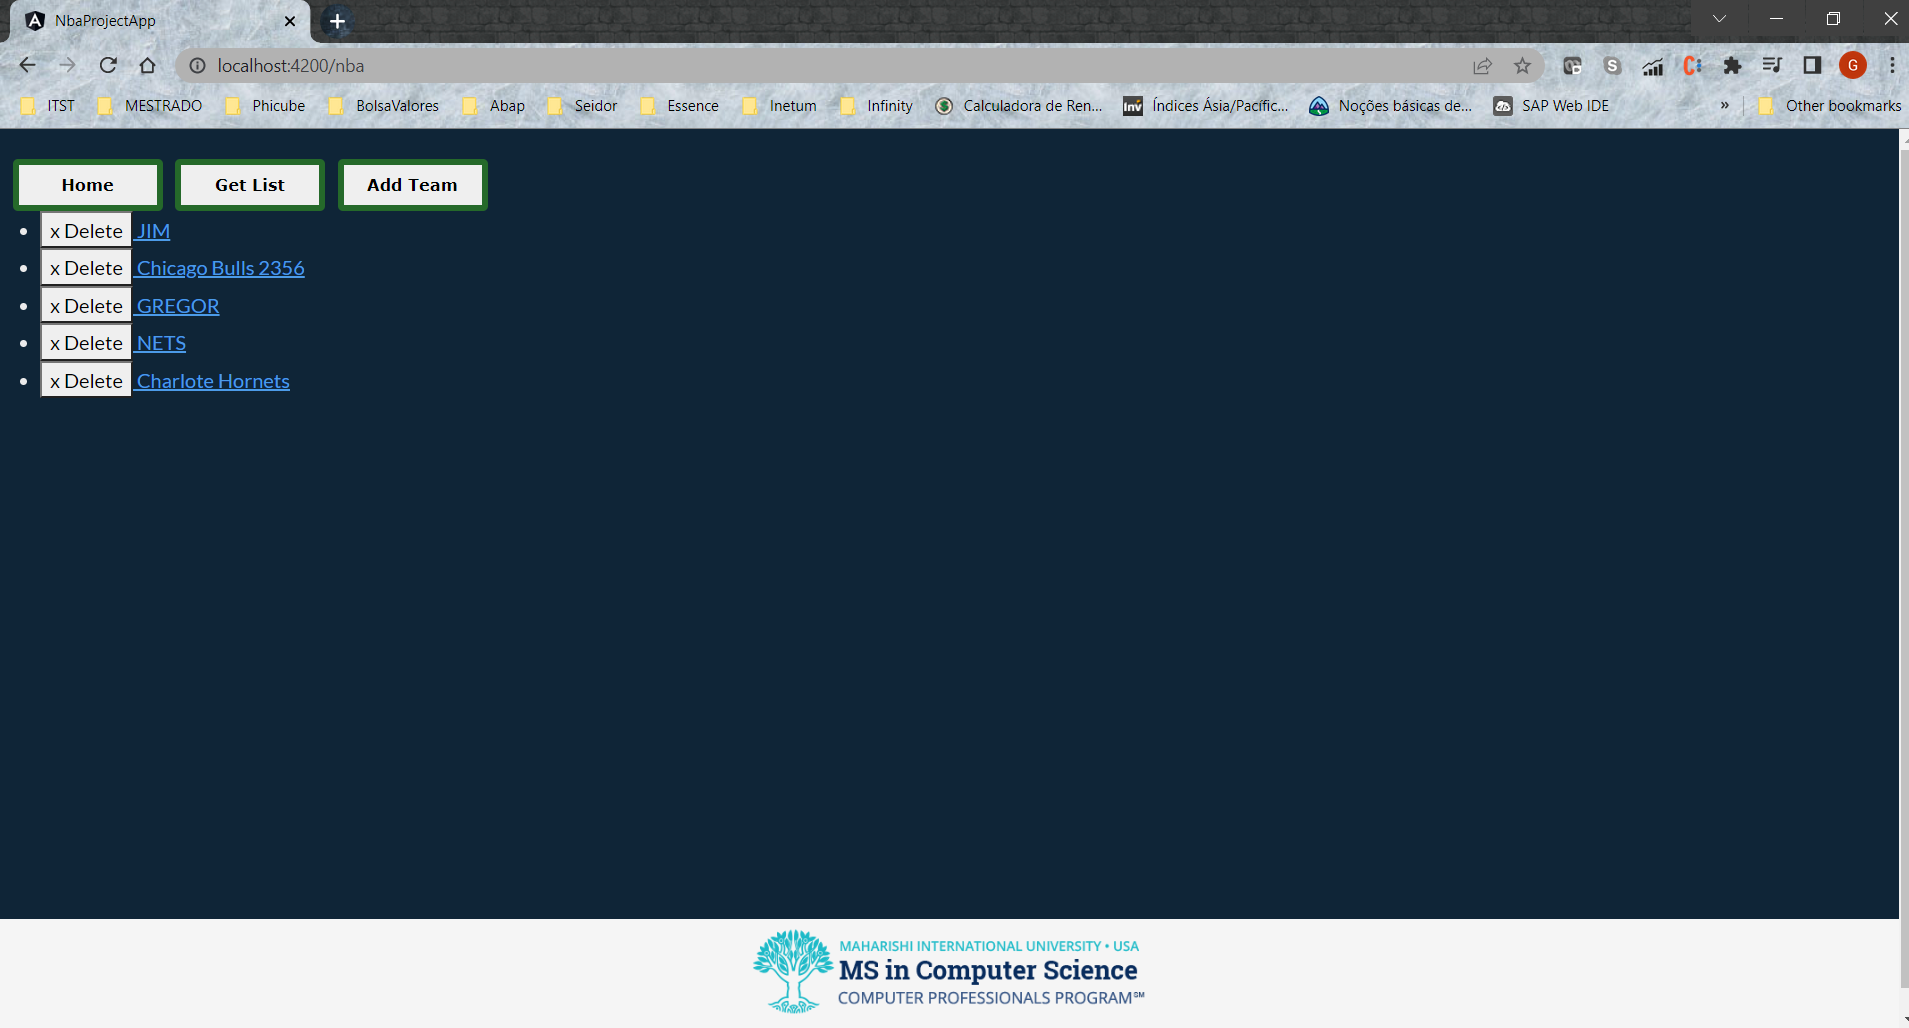 NbaProjectApp
localhost:4200/nba
G
ITST MESTRADO Phicube BolsaValores Abap Seidor Essence Inetum Infinity Calculadora de Ren... Inv Índices Ásia/Pacífic... Noções básicas de... SAP Web IDE » Other bookmarks
Home Get List Add Team
x Delete JIM
x Delete Chicago Bulls 2356
x Delete GREGOR
x Delete NETS
x Delete Charlote Hornets
MAHARISHI INTERNATIONAL UNIVERSITY • USA
MS in Computer Science
COMPUTER PROFESSIONALS PROGRAM℠